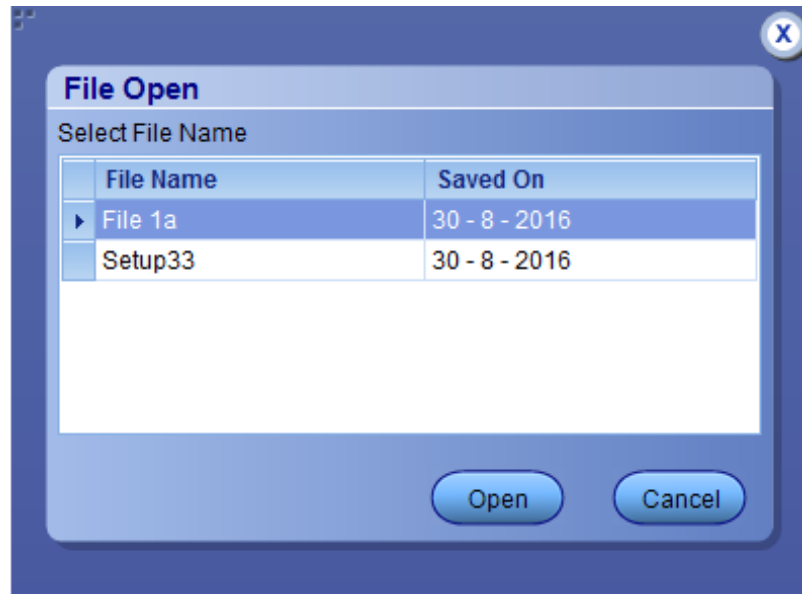 X
File Open
Select File Name
File Name Saved On
File 1a 30 - 8 - 2016
Setup33 30 - 8 - 2016
Open Cancel